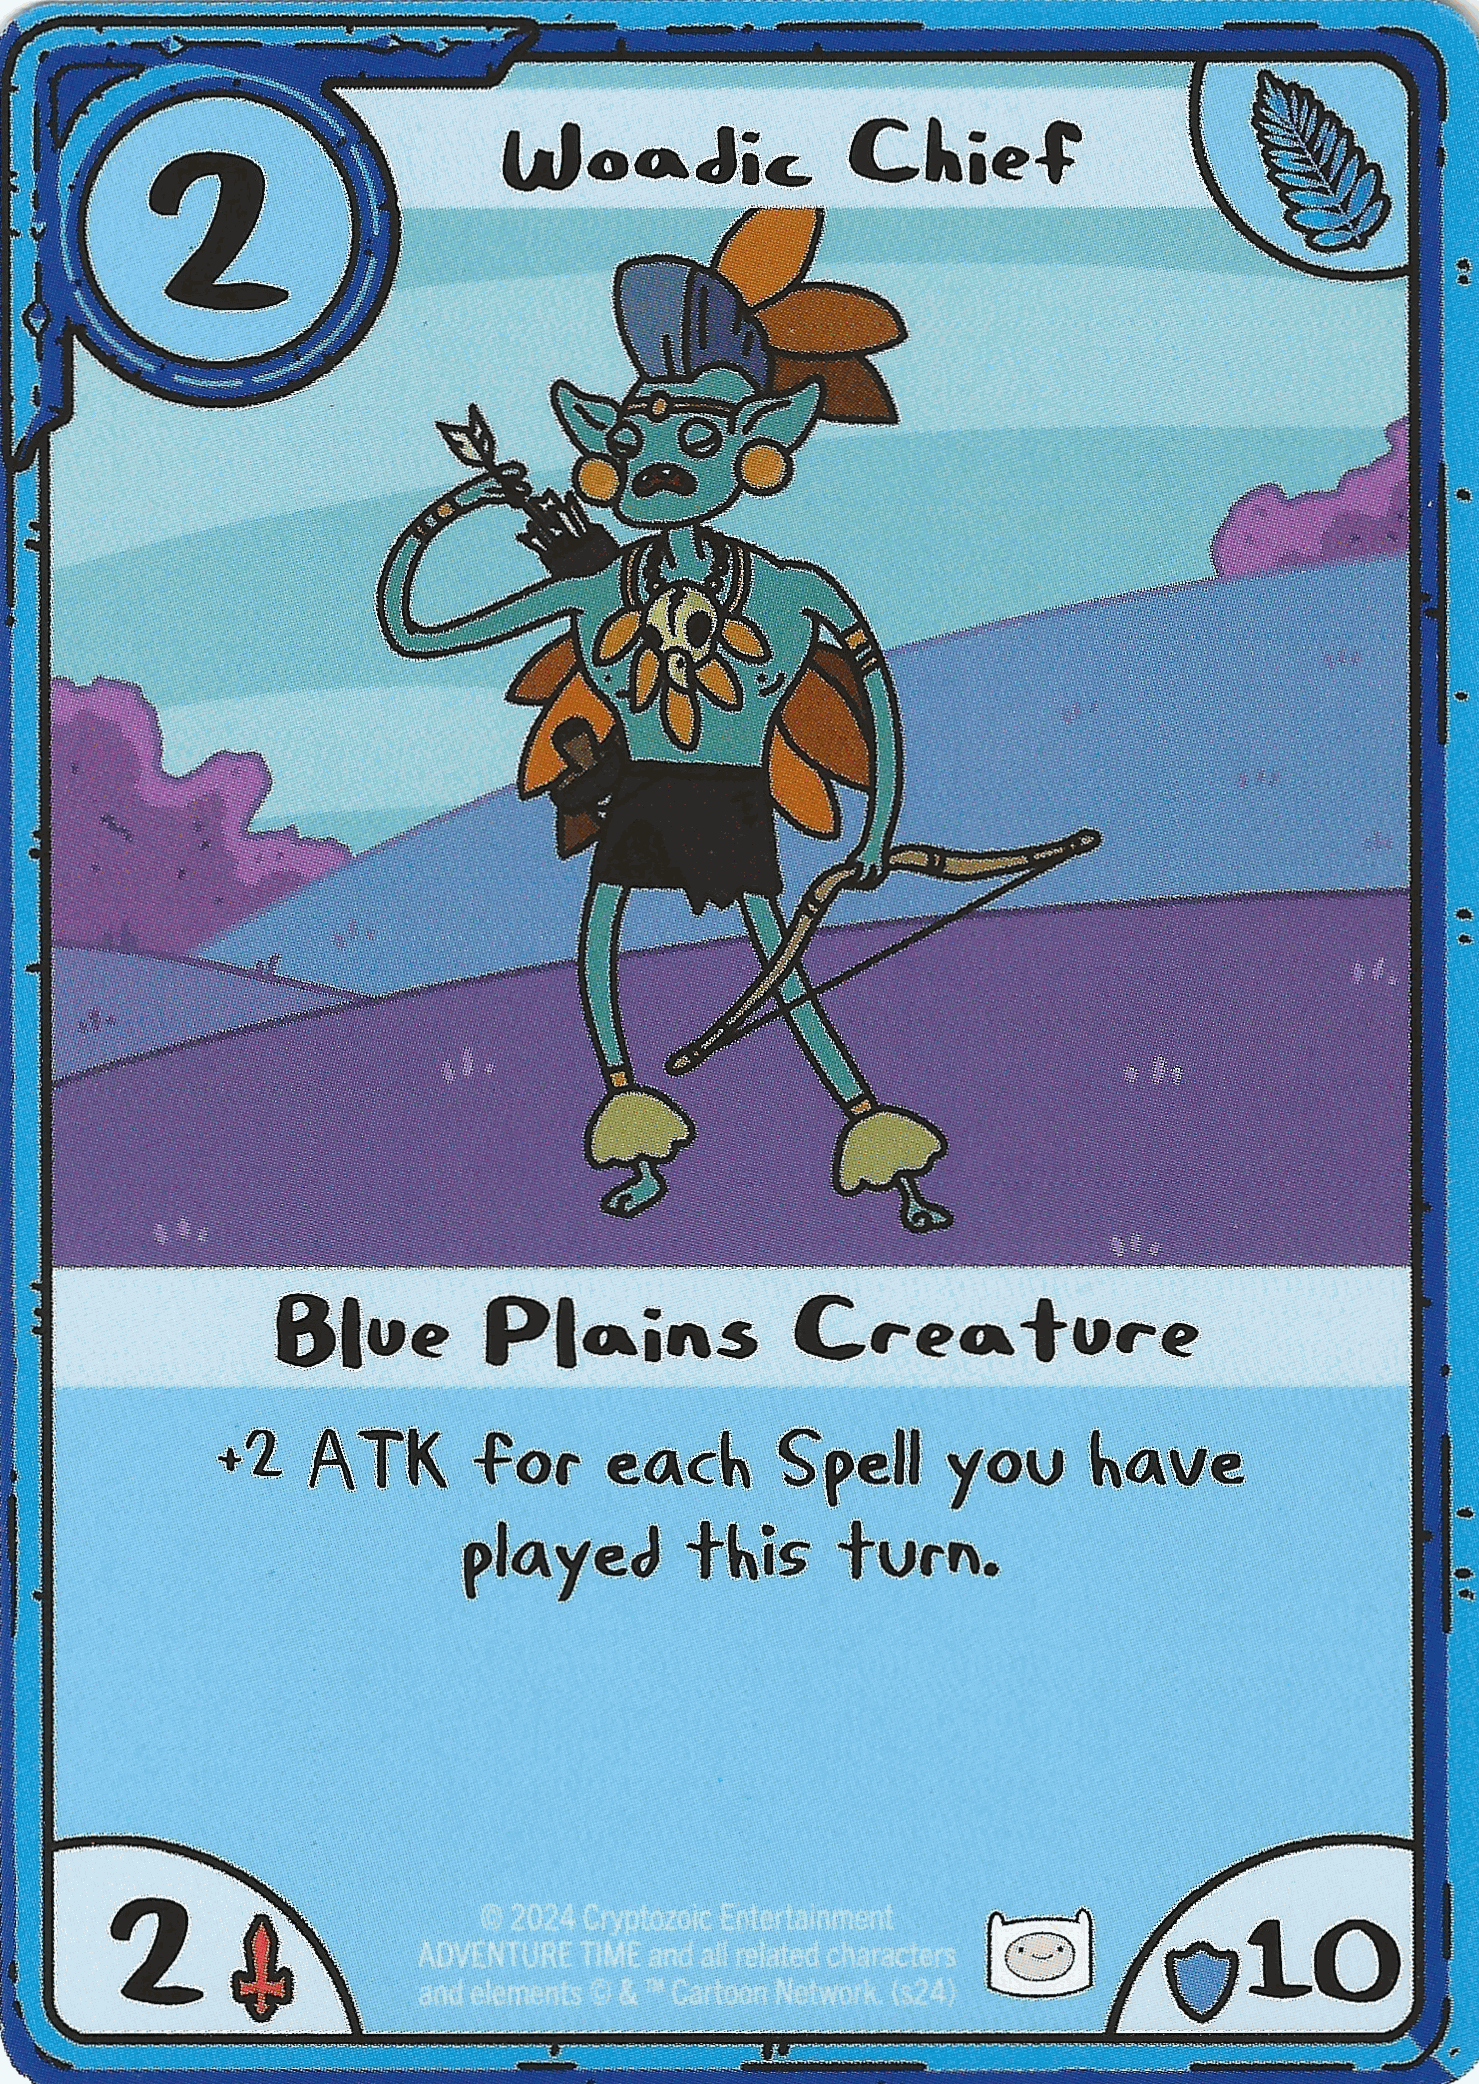 2
Woadic Chief
Blue Plains Creature
+2 ATK for each Spell you have
played this turn.
2
10
© 2024 Cryptozoic Entertainment
ADVENTURE TIME and all related characters
and elements © & ™ Cartoon Network. (s24)